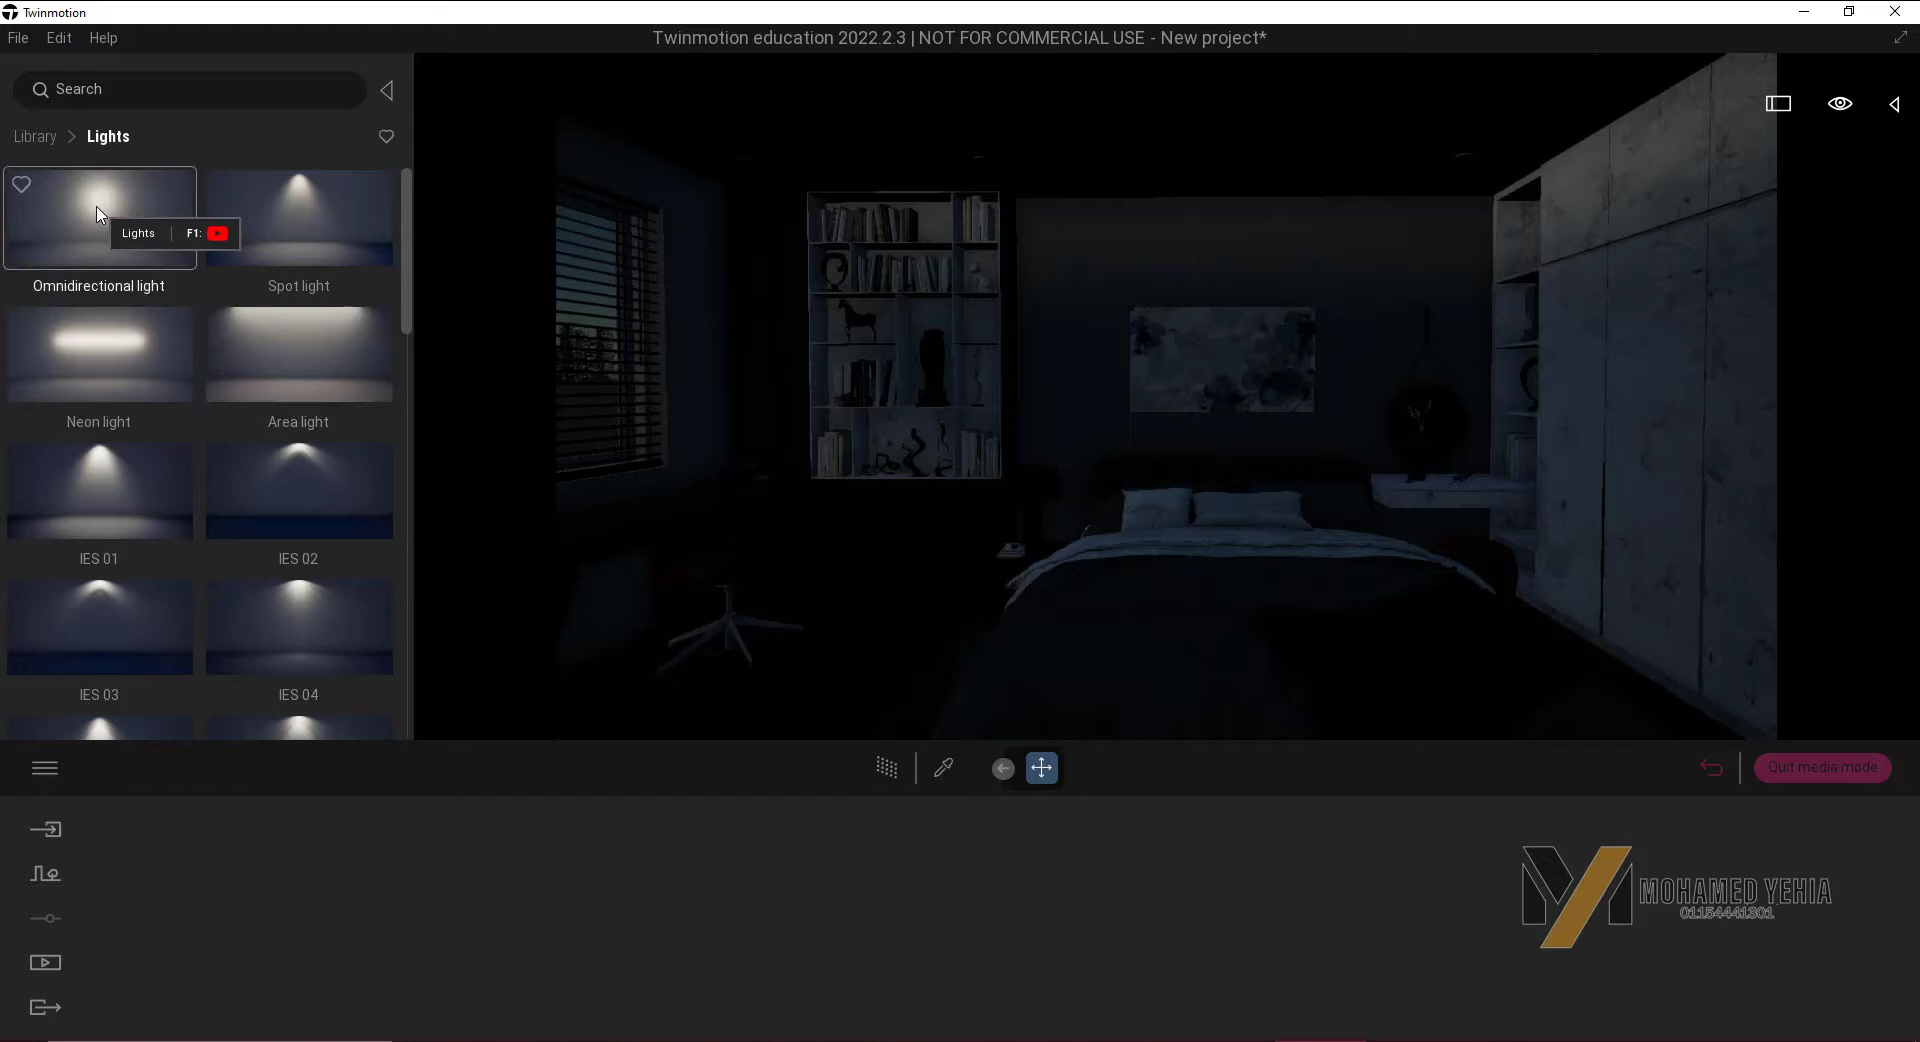 Twinmotion
File Edit Help
Twinmotion education 2022.2.3 | NOT FOR COMMERCIAL USE - New project*
Search
Library > Lights
Lights | F1:
Omnidirectional light
Spot light
Neon light
Area light
IES 01
IES 02
IES 03
IES 04
Quit media mode
MOHAMED YEHIA
01154441301